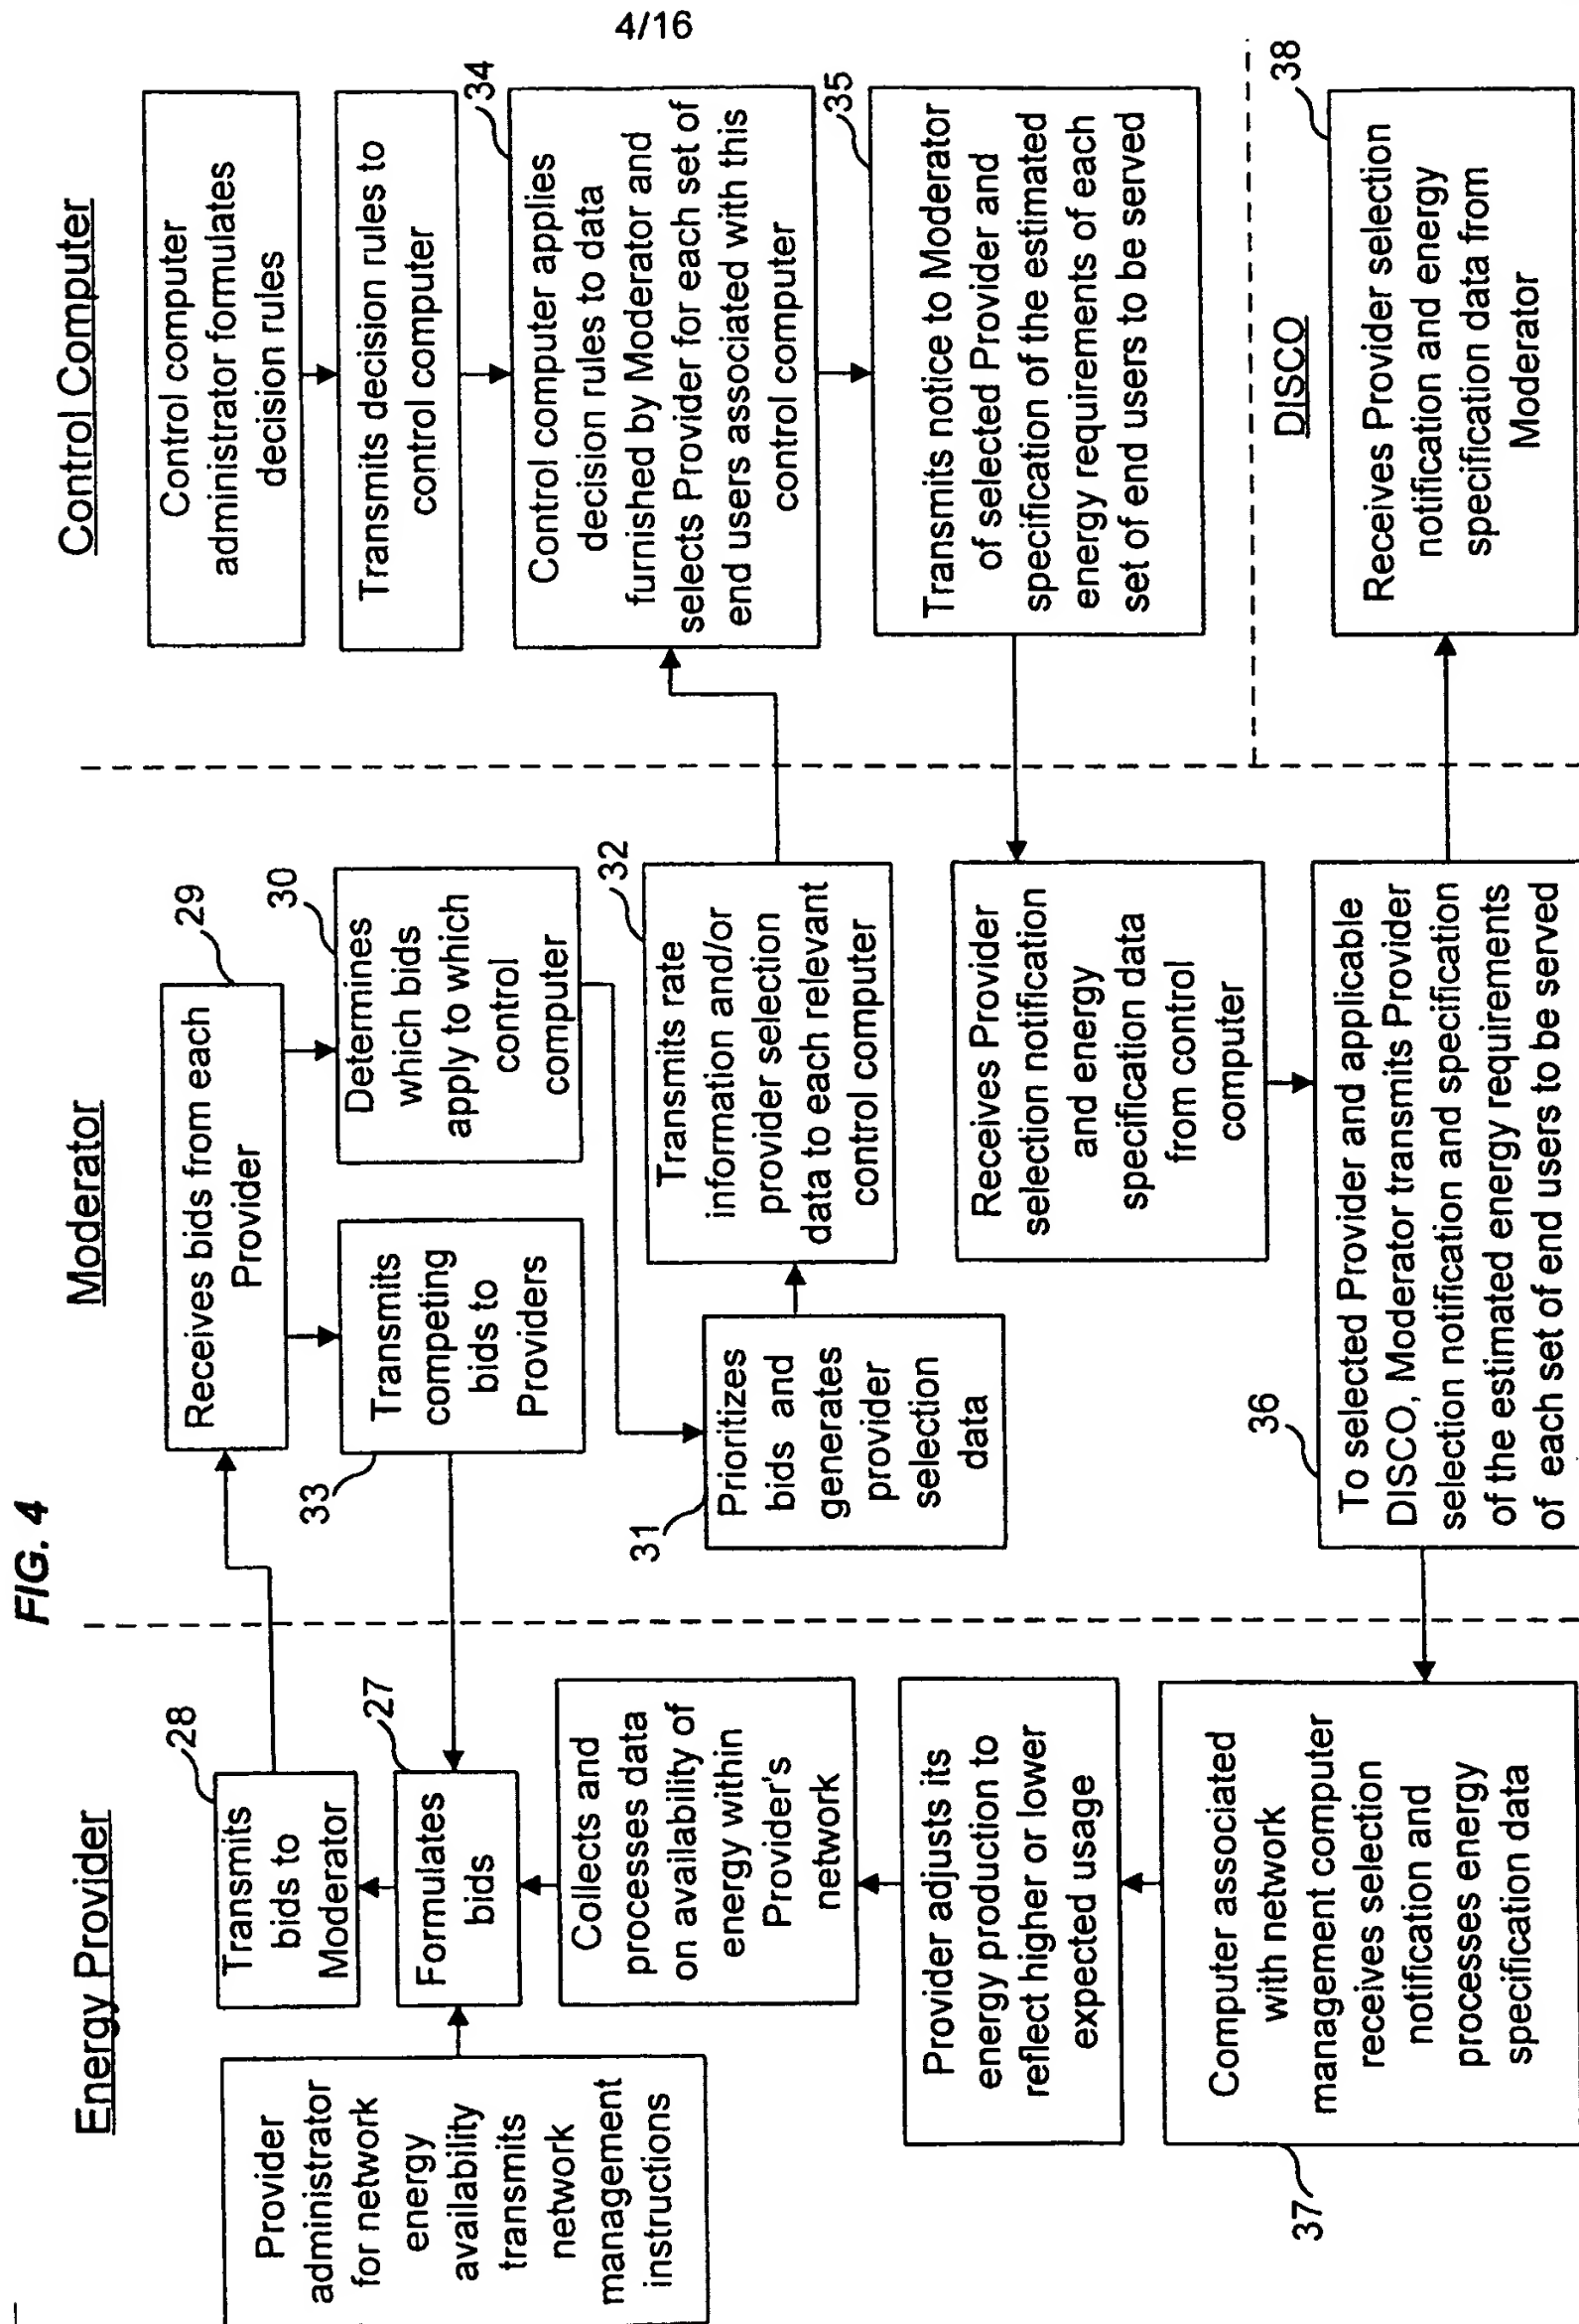 4/16
FIG. 4
Energy Provider
Moderator
Control Computer
Provider
administrator
for network
energy
availability
transmits
network
management
instructions
28
Transmits
bids to
Moderator
27
Formulates
bids
Collects and
processes data
on availability of
energy within
Provider's
network
Provider adjusts its
energy production to
reflect higher or lower
expected usage
37
Computer associated
with network
management computer
receives selection
notification and
processes energy
specification data
29
Receives bids from each
Provider
33
Transmits
competing
bids to
Providers
30
Determines
which bids
apply to which
control
computer
31
Prioritizes
bids and
generates
provider
selection
data
32
Transmits rate
information and/or
provider selection
data to each relevant
control computer
Receives Provider
selection notification
and energy
specification data
from control
computer
36
To selected Provider and applicable
DISCO, Moderator transmits Provider
selection notification and specification
of the estimated energy requirements
of each set of end users to be served
Control computer
administrator formulates
decision rules
Transmits decision rules to
control computer
34
Control computer applies
decision rules to data
furnished by Moderator and
selects Provider for each set of
end users associated with this
control computer
35
Transmits notice to Moderator
of selected Provider and
specification of the estimated
energy requirements of each
set of end users to be served
DISCO
38
Receives Provider selection
notification and energy
specification data from
Moderator